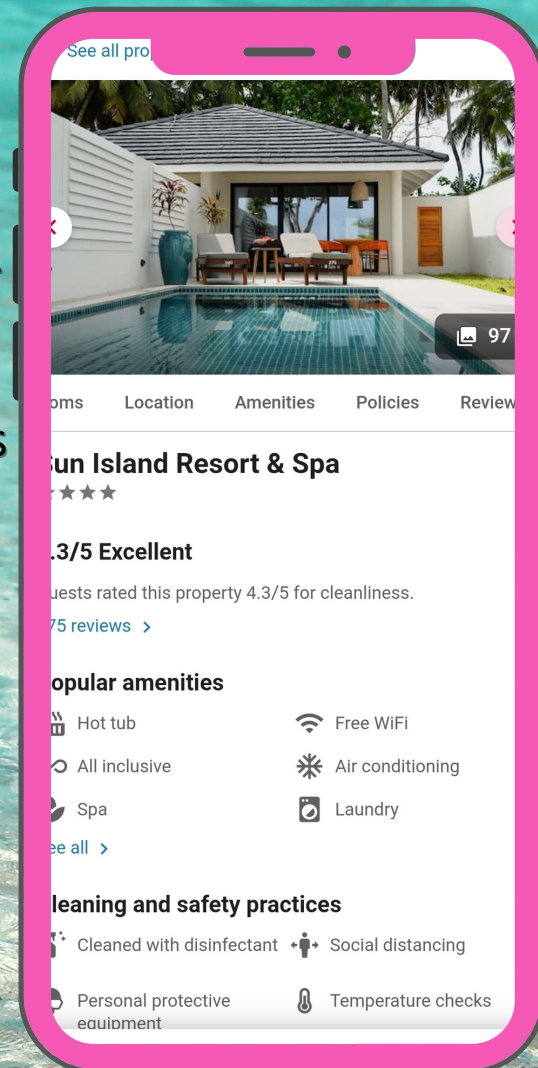 See all pro
97
oms Location Amenities Policies Review
Sun Island Resort & Spa
.3/5 Excellent
uests rated this property 4.3/5 for cleanliness.
75 reviews
opular amenities
Hot tub Free WiFi
All inclusive Air conditioning
Spa Laundry
ee all
leaning and safety practices
Cleaned with disinfectant Social distancing
Personal protective Temperature checks
equipment